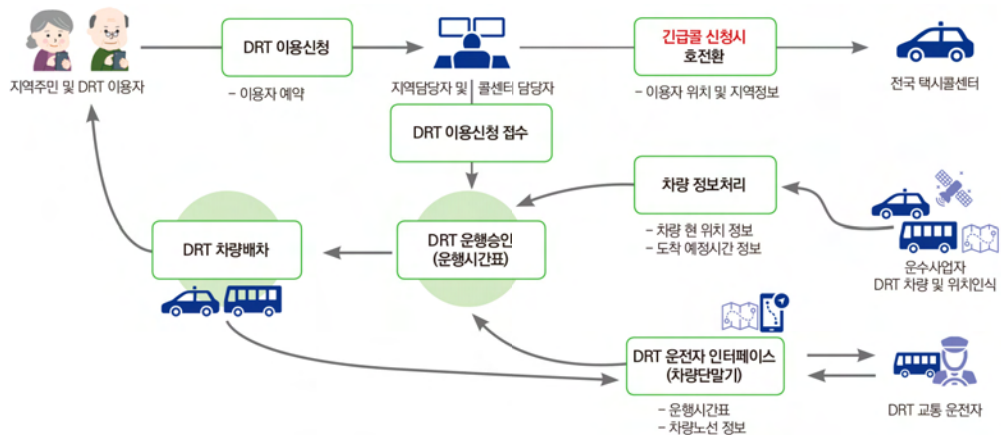 DRT 이용신청
긴급콜 신청시
호전환
지역주민 및 DRT 이용자
- 이용자 예약
지역담당자 및 콜센터 담당자
- 이용자 위치 및 지역정보
전국 택시콜센터
DRT 이용신청 접수
차량 정보처리
- 차량 현 위치 정보
- 도착 예정시간 정보
DRT 차량배차
DRT 운행승인
(운행시간표)
운수사업자
DRT 차량 및 위치인식
DRT 운전자 인터페이스
(차량단말기)
- 운행시간표
- 차량노선 정보
DRT 교통 운전자